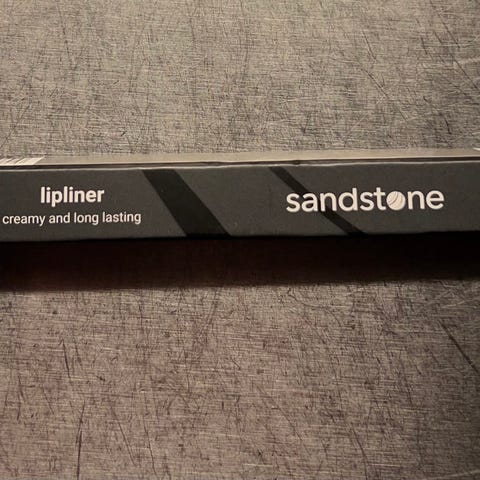 lipliner
creamy and long lasting
sandstone